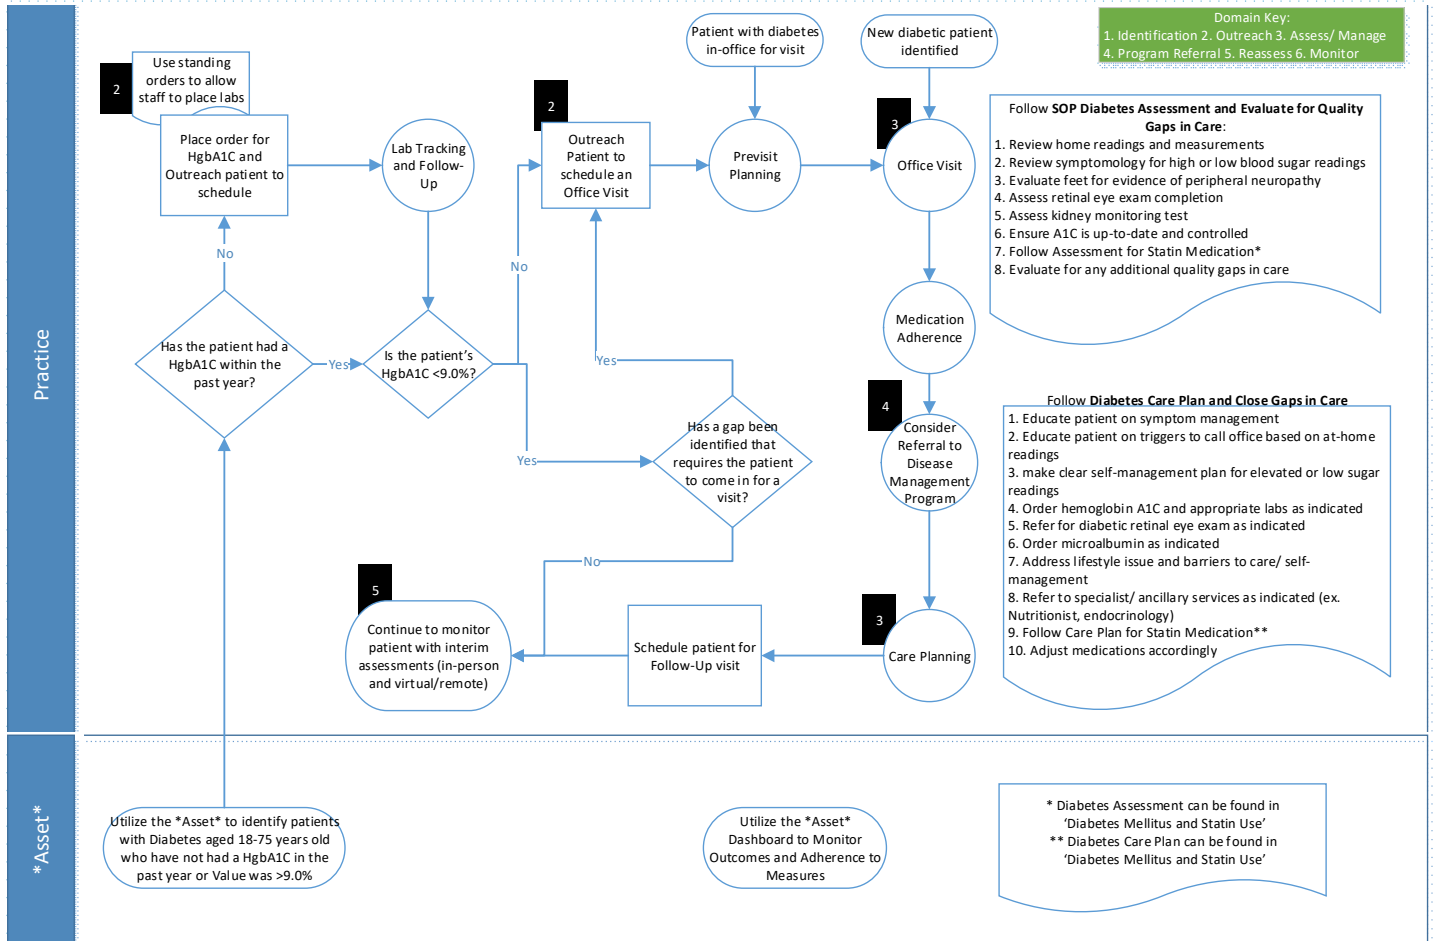 Practice
*Asset*
Domain Key:
1. Identification 2. Outreach 3. Assess/ Manage
4. Program Referral 5. Reassess 6. Monitor
Patient with diabetes
in-office for visit
New diabetic patient
identified
2
Use standing
orders to allow
staff to place labs
Place order for
HgbA1C and
Outreach patient to
schedule
Lab Tracking
and Follow-
Up
2
Outreach
Patient to
schedule an
Office Visit
Previsit
Planning
3
Office Visit
Follow SOP Diabetes Assessment and Evaluate for Quality
Gaps in Care:
1. Review home readings and measurements
2. Review symptomology for high or low blood sugar readings
3. Evaluate feet for evidence of peripheral neuropathy
4. Assess retinal eye exam completion
5. Assess kidney monitoring test
6. Ensure A1C is up-to-date and controlled
7. Follow Assessment for Statin Medication*
8. Evaluate for any additional quality gaps in care
No
No
Has the patient had a
HgbA1C within the
past year?
Yes
Is the patient's
HgbA1C <9.0%?
Yes
Yes
Has a gap been
identified that
requires the patient
to come in for a
visit?
No
Medication
Adherence
4
Consider
Referral to
Disease
Management
Program
Follow Diabetes Care Plan and Close Gaps in Care
1. Educate patient on symptom management
2. Educate patient on triggers to call office based on at-home
readings
3. make clear self-management plan for elevated or low sugar
readings
4. Order hemoglobin A1C and appropriate labs as indicated
5. Refer for diabetic retinal eye exam as indicated
6. Order microalbumin as indicated
7. Address lifestyle issue and barriers to care/ self-
management
8. Refer to specialist/ ancillary services as indicated (ex.
Nutritionist, endocrinology)
9. Follow Care Plan for Statin Medication**
10. Adjust medications accordingly
5
Continue to monitor
patient with interim
assessments (in-person
and virtual/remote)
Schedule patient for
Follow-Up visit
3
Care Planning
Utilize the *Asset* to identify patients
with Diabetes aged 18-75 years old
who have not had a HgbA1C in the
past year or Value was >9.0%
Utilize the *Asset*
Dashboard to Monitor
Outcomes and Adherence to
Measures
* Diabetes Assessment can be found in
‘Diabetes Mellitus and Statin Use’
** Diabetes Care Plan can be found in
‘Diabetes Mellitus and Statin Use’